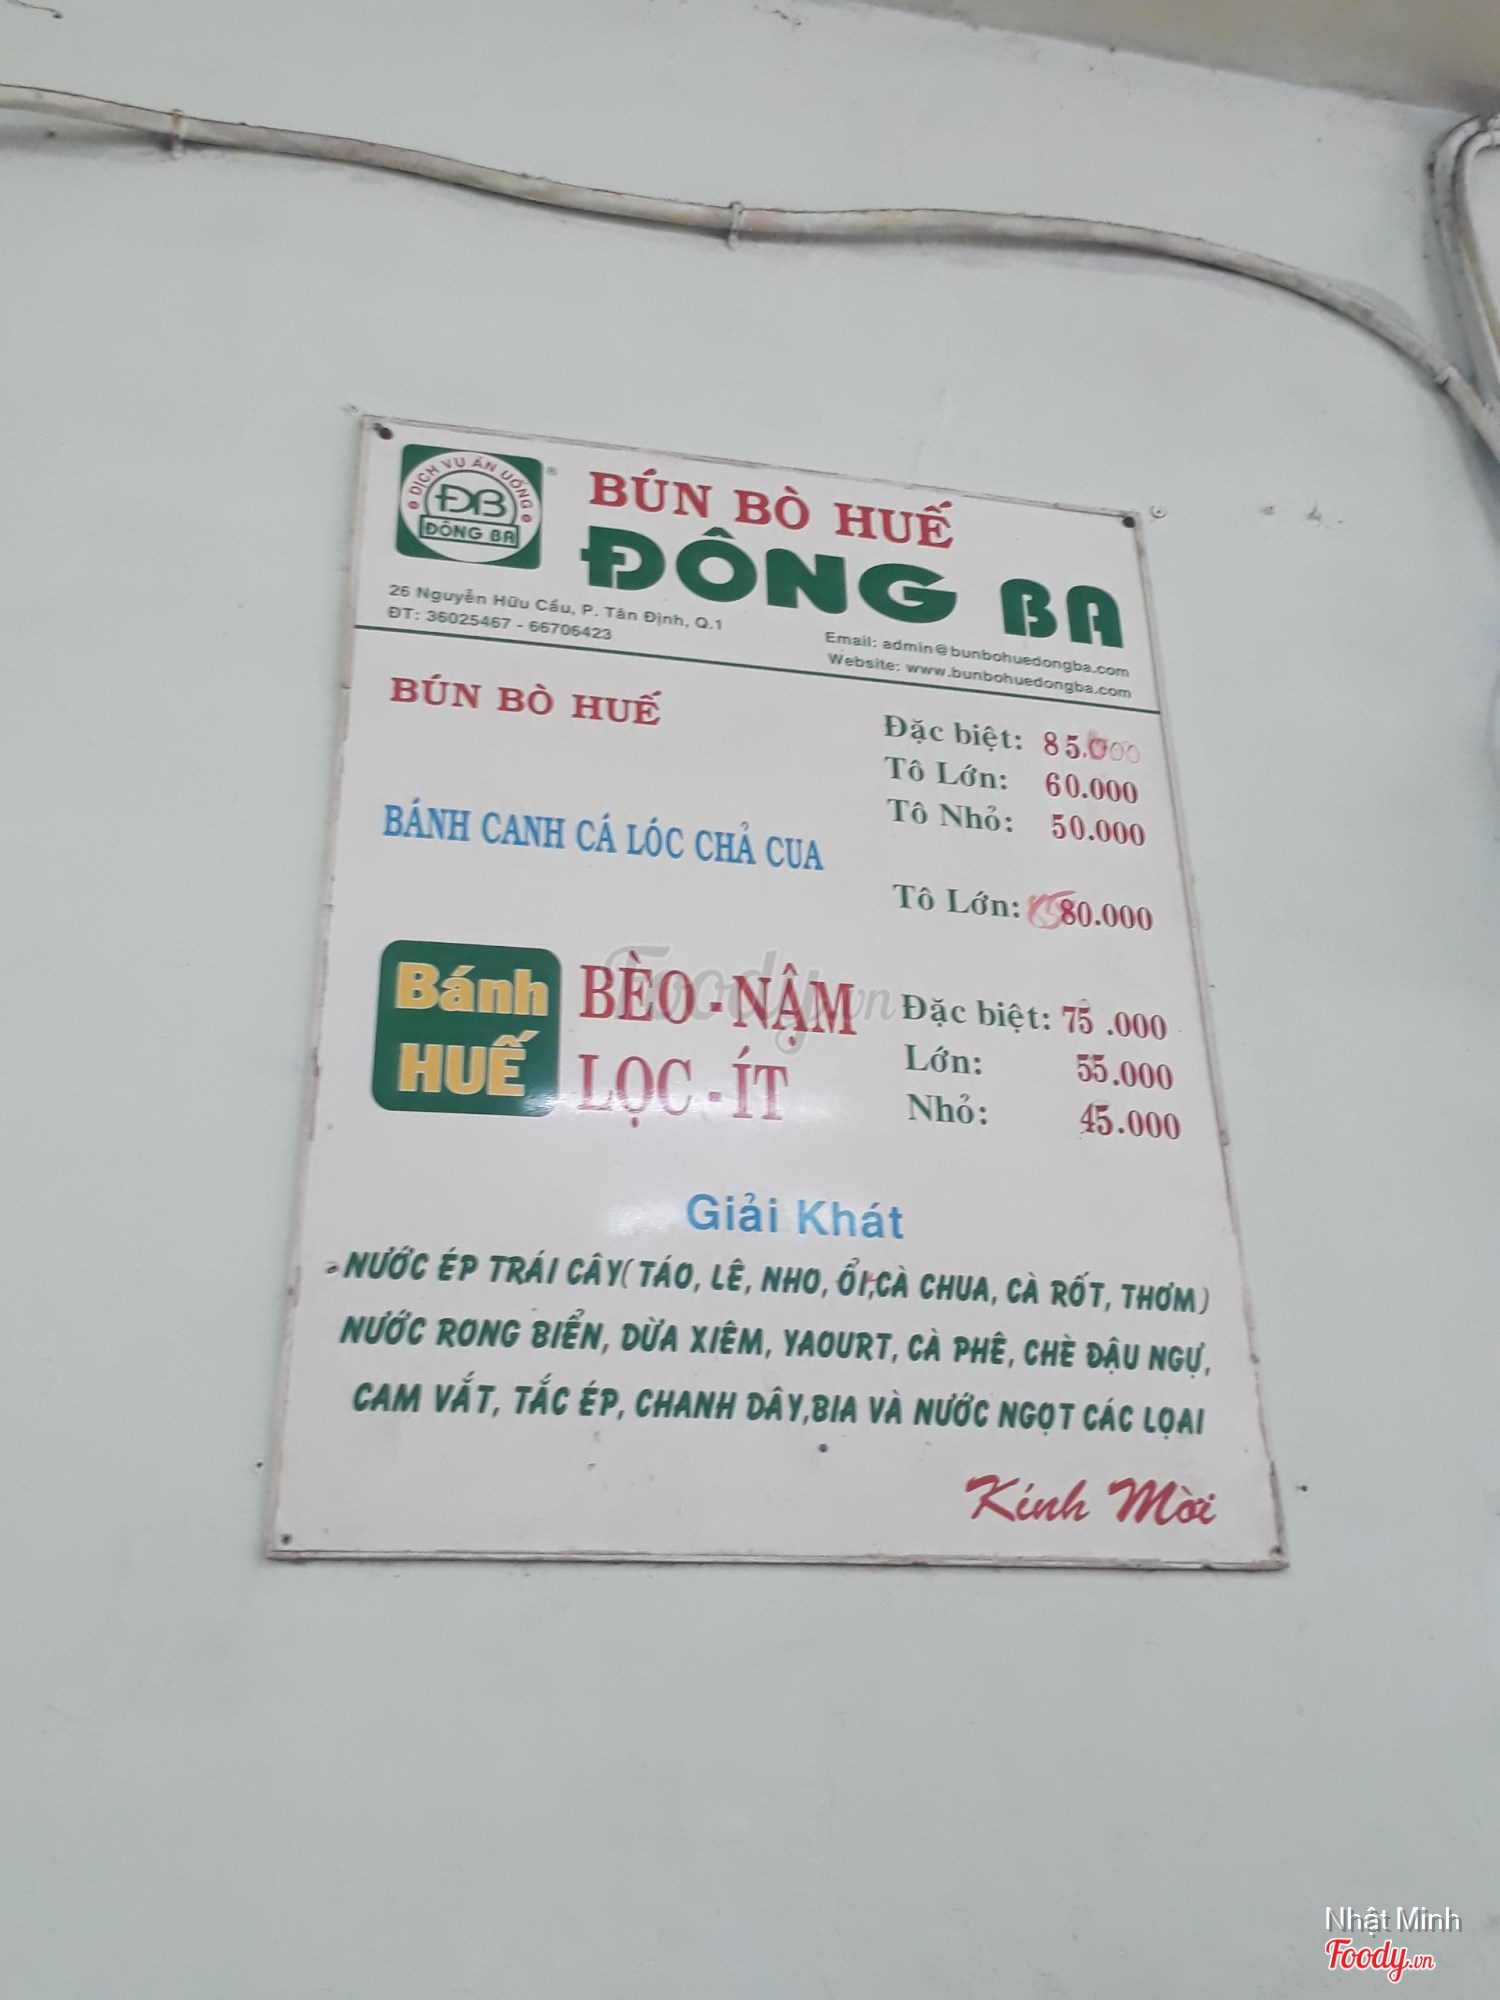 DỊCH VỤ ĂN UỐNG
ĐB
ĐÔNG BA
®
BÚN BÒ HUẾ
ĐÔNG BA
26 Nguyễn Hữu Cầu, P. Tân Định, Q.1
ĐT: 36025467 - 66706423
Email: admin@bunbohuedongba.com
Website: www.bunbohuedongba.com
BÚN BÒ HUẾ
Đặc biệt: 85.000
Tô Lớn: 60.000
Tô Nhỏ: 50.000
BÁNH CANH CÁ LÓC CHẢ CUA
Tô Lớn: 80.000
Bánh HUẾ
BÈO - NẬM
LỌC - ÍT
Đặc biệt: 75.000
Lớn: 55.000
Nhỏ: 45.000
Foody.vn
Giải Khát
NƯỚC ÉP TRÁI CÂY( TÁO, LÊ, NHO, ỔI,CÀ CHUA, CÀ RỐT, THƠM)
NƯỚC RONG BIỂN, DỪA XIÊM, YAOURT, CÀ PHÊ, CHÈ ĐẬU NGỰ,
CAM VẮT, TẮC ÉP, CHANH DÂY,BIA VÀ NƯỚC NGỌT CÁC LỌAI
Kính Mời
Nhật Minh
Foody.vn